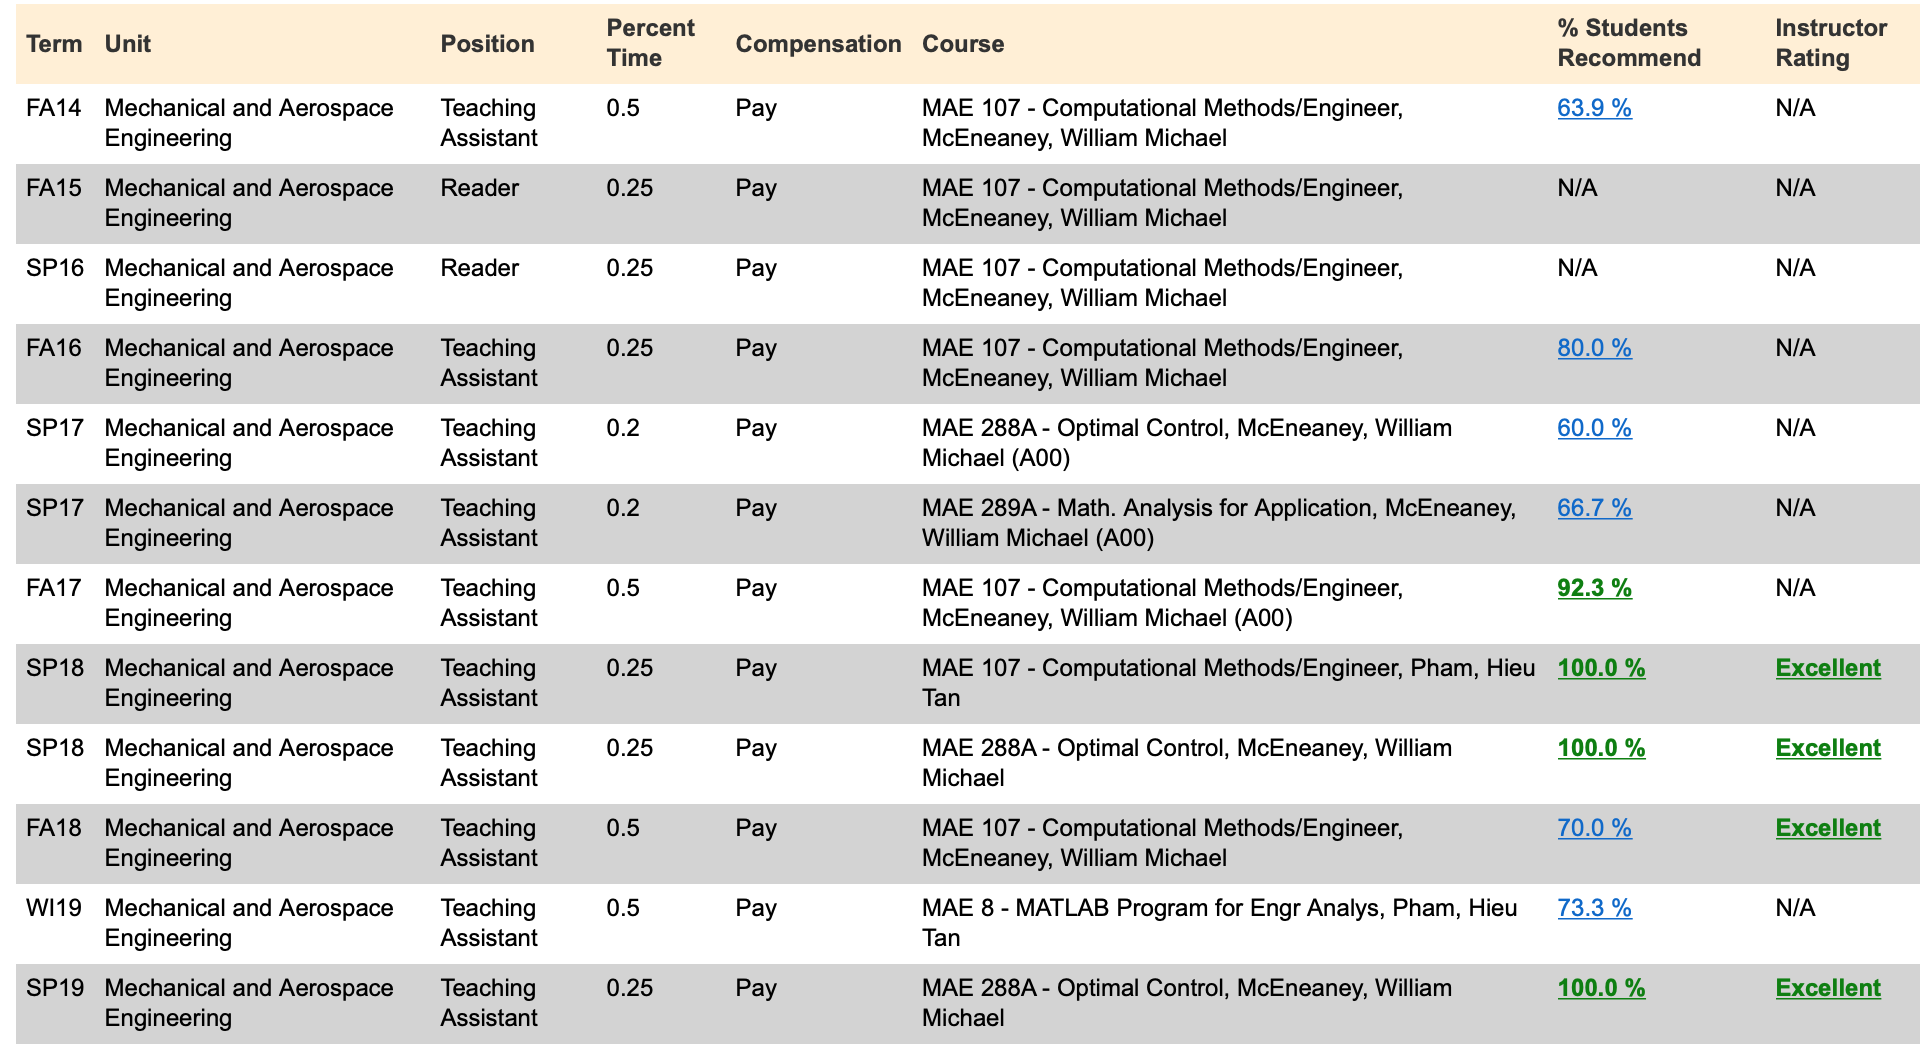 Term Unit Position Percent Time Compensation Course % Students Recommend Instructor Rating
FA14 Mechanical and Aerospace Engineering Teaching Assistant 0.5 Pay MAE 107 - Computational Methods/Engineer, McEneaney, William Michael 63.9 % N/A
FA15 Mechanical and Aerospace Engineering Reader 0.25 Pay MAE 107 - Computational Methods/Engineer, McEneaney, William Michael N/A N/A
SP16 Mechanical and Aerospace Engineering Reader 0.25 Pay MAE 107 - Computational Methods/Engineer, McEneaney, William Michael N/A N/A
FA16 Mechanical and Aerospace Engineering Teaching Assistant 0.25 Pay MAE 107 - Computational Methods/Engineer, McEneaney, William Michael 80.0 % N/A
SP17 Mechanical and Aerospace Engineering Teaching Assistant 0.2 Pay MAE 288A - Optimal Control, McEneaney, William Michael (A00) 60.0 % N/A
SP17 Mechanical and Aerospace Engineering Teaching Assistant 0.2 Pay MAE 289A - Math. Analysis for Application, McEneaney, William Michael (A00) 66.7 % N/A
FA17 Mechanical and Aerospace Engineering Teaching Assistant 0.5 Pay MAE 107 - Computational Methods/Engineer, McEneaney, William Michael (A00) 92.3 % N/A
SP18 Mechanical and Aerospace Engineering Teaching Assistant 0.25 Pay MAE 107 - Computational Methods/Engineer, Pham, Hieu Tan 100.0 % Excellent
SP18 Mechanical and Aerospace Engineering Teaching Assistant 0.25 Pay MAE 288A - Optimal Control, McEneaney, William Michael 100.0 % Excellent
FA18 Mechanical and Aerospace Engineering Teaching Assistant 0.5 Pay MAE 107 - Computational Methods/Engineer, McEneaney, William Michael 70.0 % Excellent
WI19 Mechanical and Aerospace Engineering Teaching Assistant 0.5 Pay MAE 8 - MATLAB Program for Engr Analys, Pham, Hieu Tan 73.3 % N/A
SP19 Mechanical and Aerospace Engineering Teaching Assistant 0.25 Pay MAE 288A - Optimal Control, McEneaney, William Michael 100.0 % Excellent